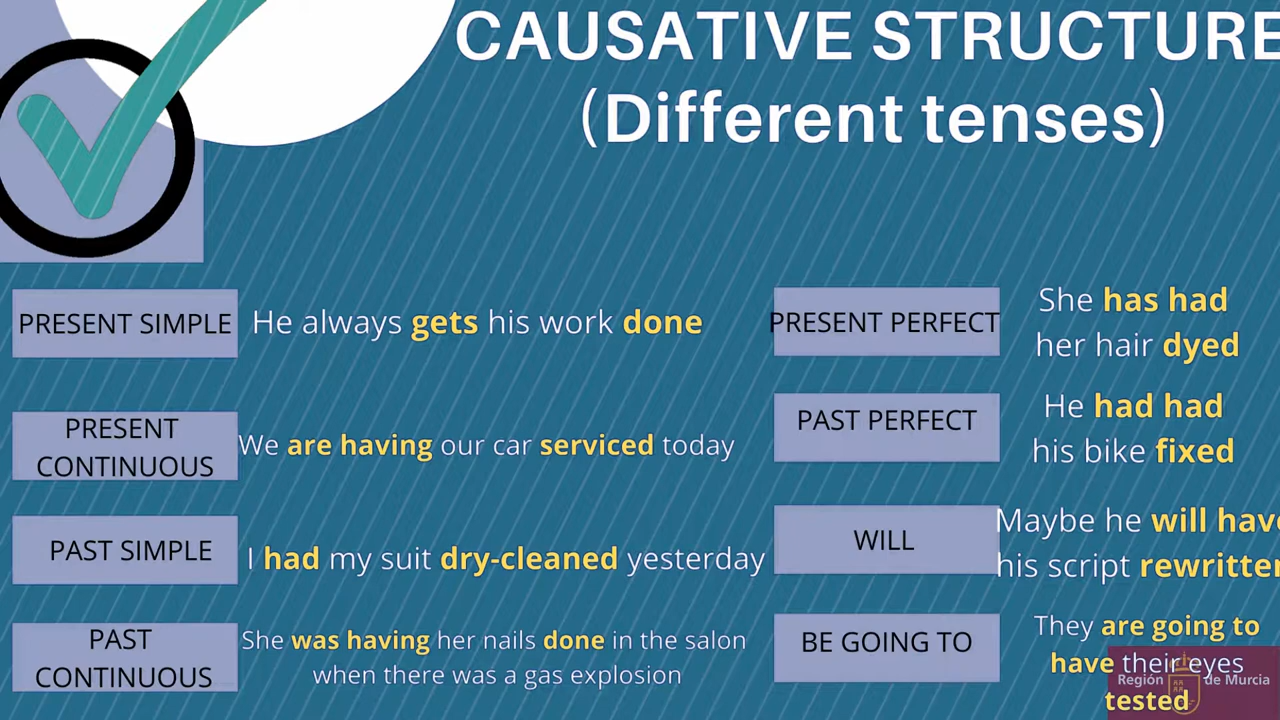 CAUSATIVE STRUCTURE
(Different tenses)
PRESENT SIMPLE
He always gets his work done
PRESENT
CONTINUOUS
We are having our car serviced today
PAST SIMPLE
I had my suit dry-cleaned yesterday
PAST
CONTINUOUS
She was having her nails done in the salon
when there was a gas explosion
PRESENT PERFECT
She has had
her hair dyed
PAST PERFECT
He had had
his bike fixed
WILL
Maybe he will have
his script rewritten
BE GOING TO
They are going to
have their eyes
tested
Región de Murcia